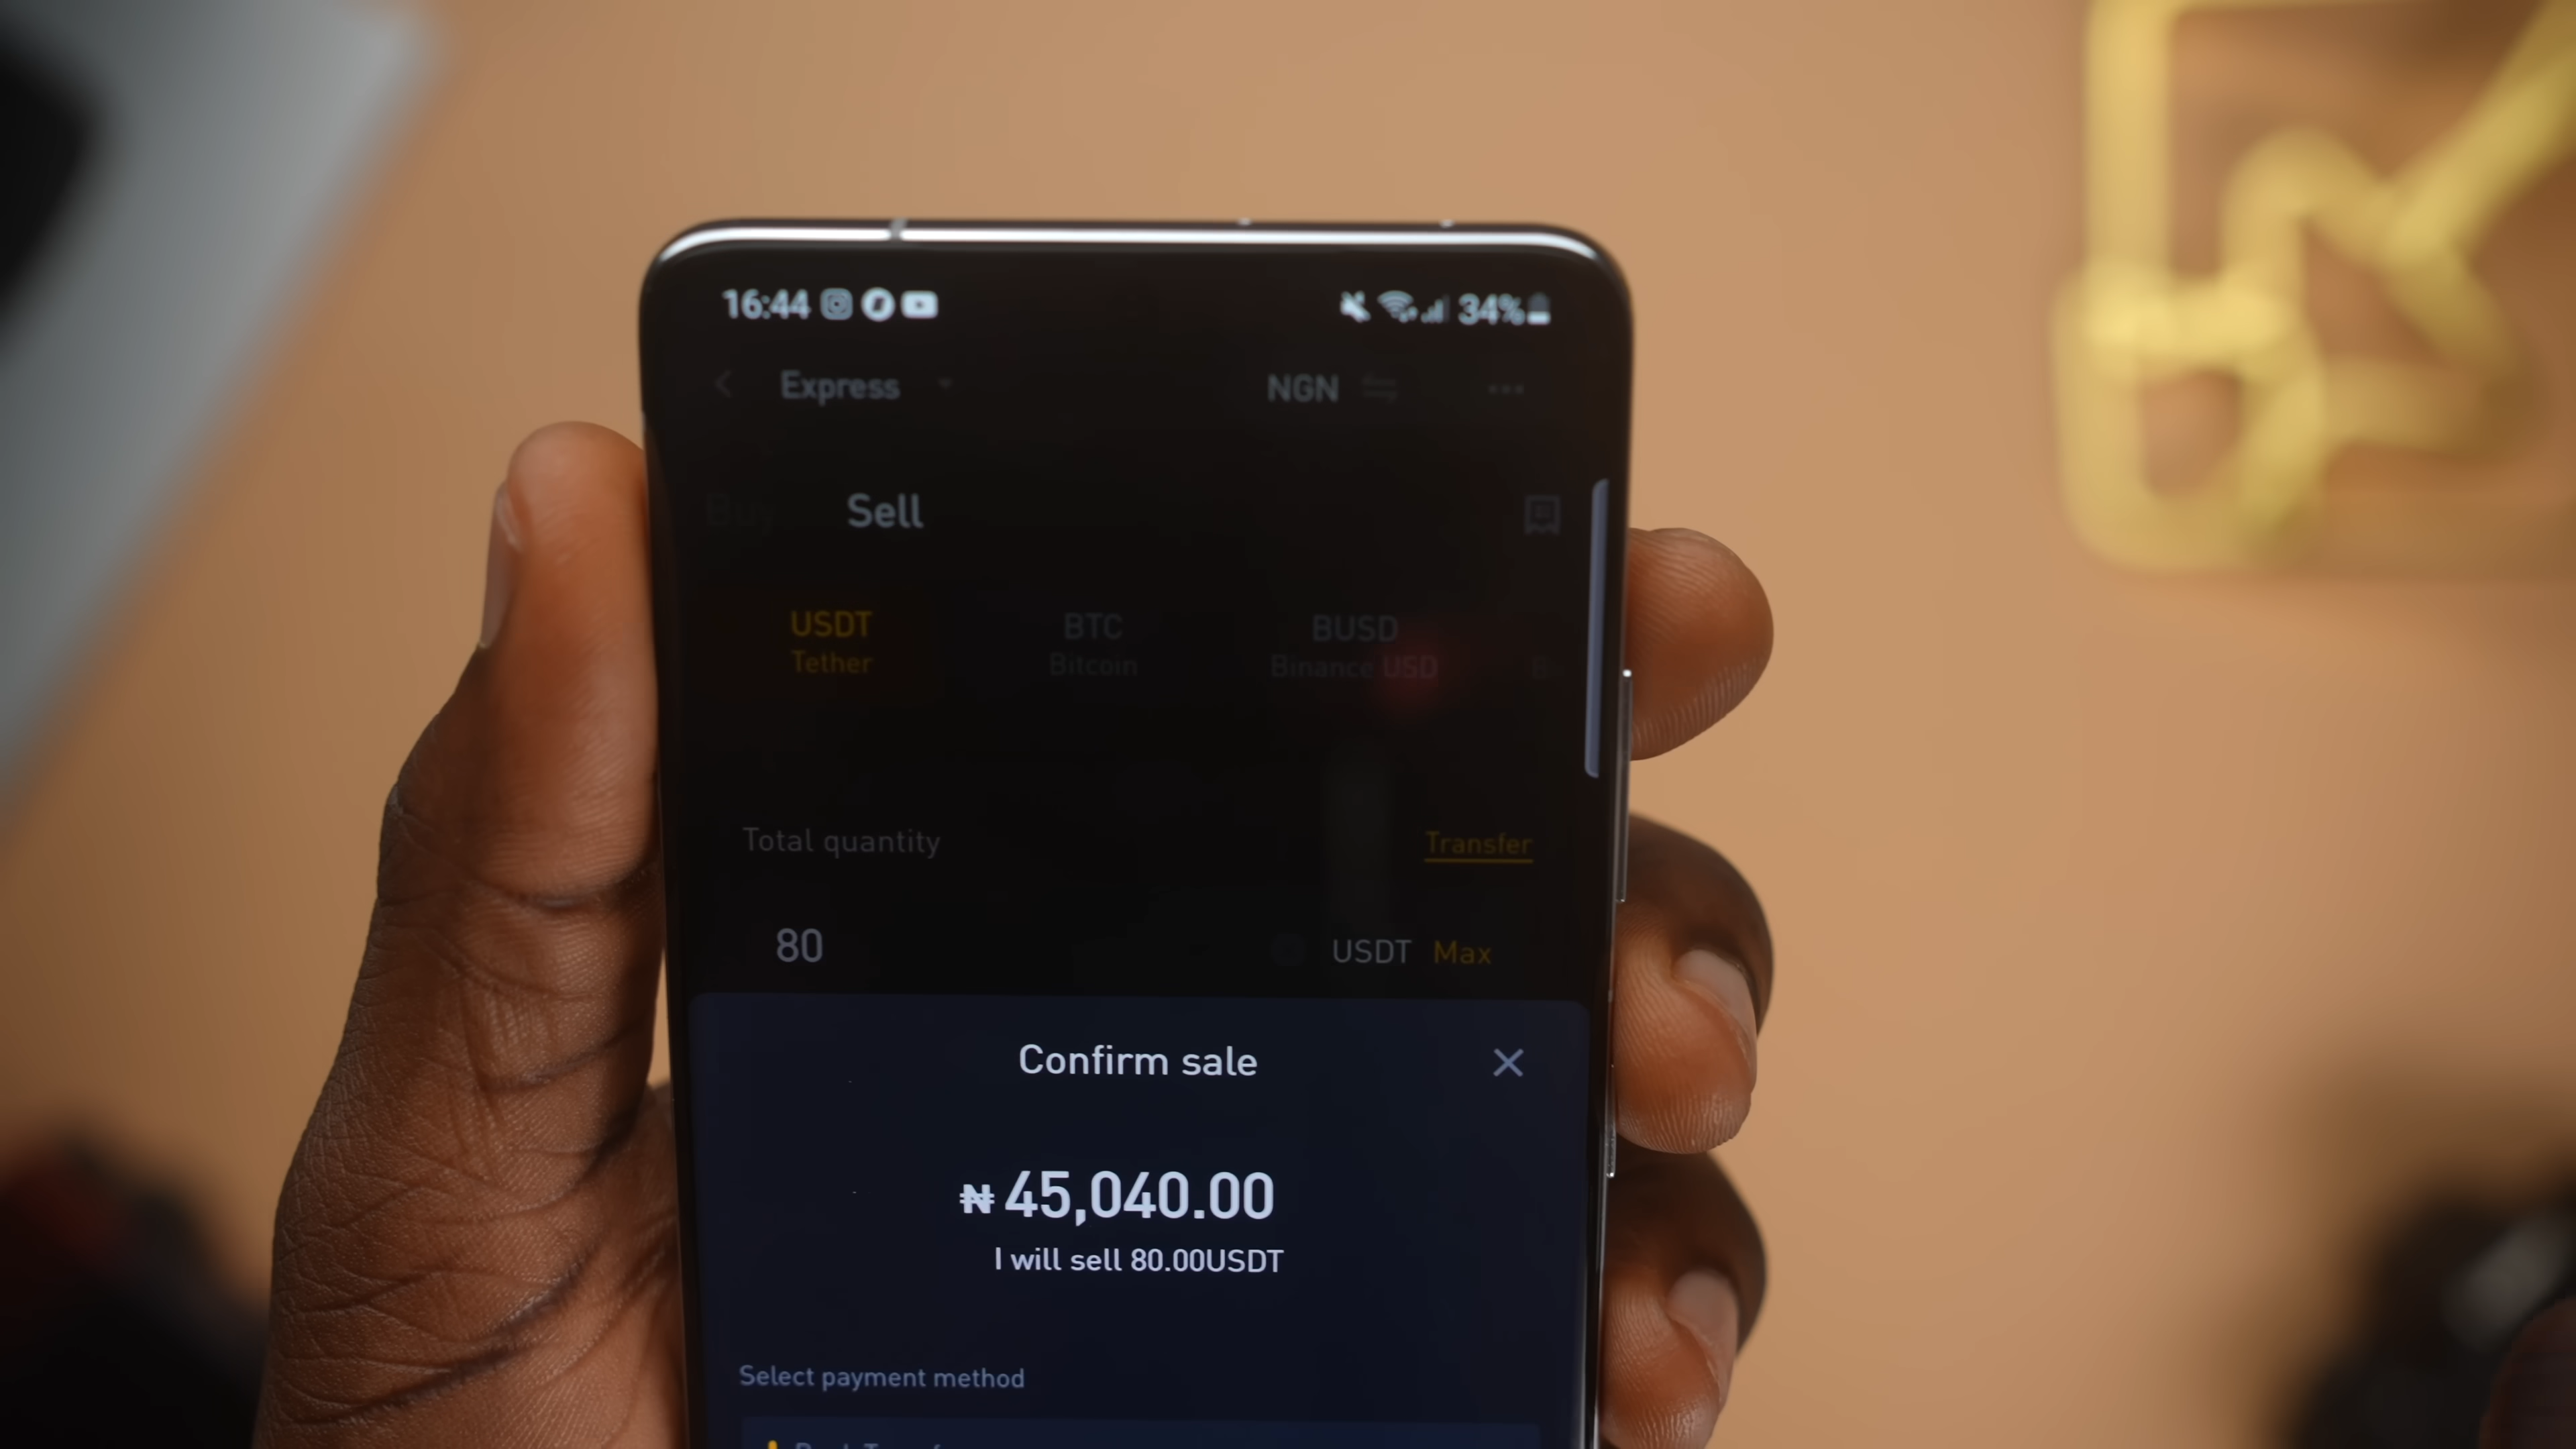 16:44 34%
Express NGN
Buy Sell
USDT BTC BUSD
Tether Bitcoin Binance USD
Total quantity Transfer
80 USDT Max
Confirm sale
₦ 45,040.00
I will sell 80.00USDT
Select payment method